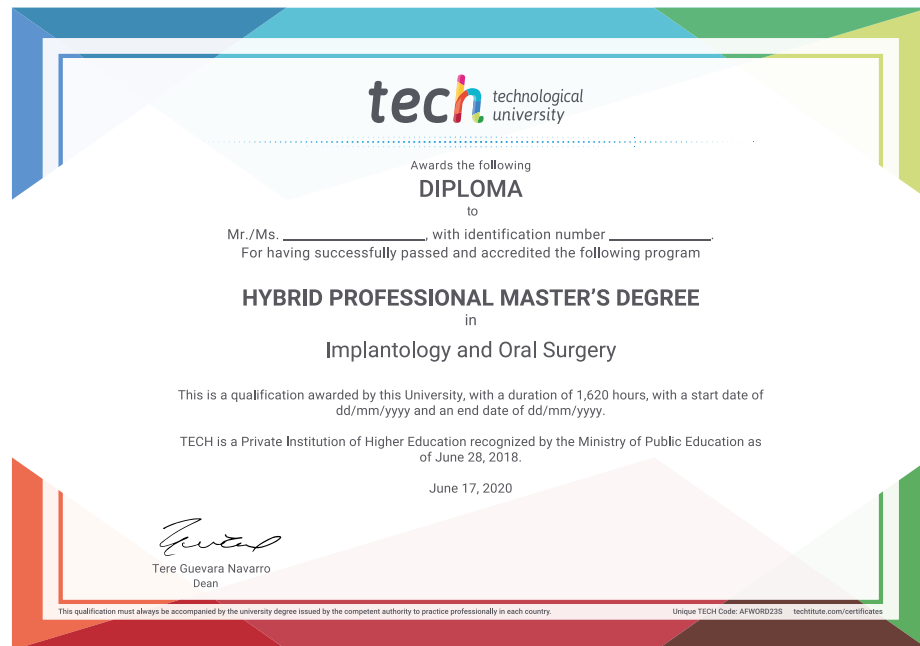 tech technological
university
Awards the following
DIPLOMA
to
Mr./Ms. ____________, with identification number ____________.
For having successfully passed and accredited the following program
HYBRID PROFESSIONAL MASTER'S DEGREE
in
Implantology and Oral Surgery
This is a qualification awarded by this University, with a duration of 1,620 hours, with a start date of
dd/mm/yyyy and an end date of dd/mm/yyyy.
TECH is a Private Institution of Higher Education recognized by the Ministry of Public Education as
of June 28, 2018.
June 17, 2020
Tere Guevara Navarro
Dean
This qualification must always be accompanied by the university degree issued by the competent authority to practice professionally in each country. Unique TECH Code: AFWORD23S techtitute.com/certificates